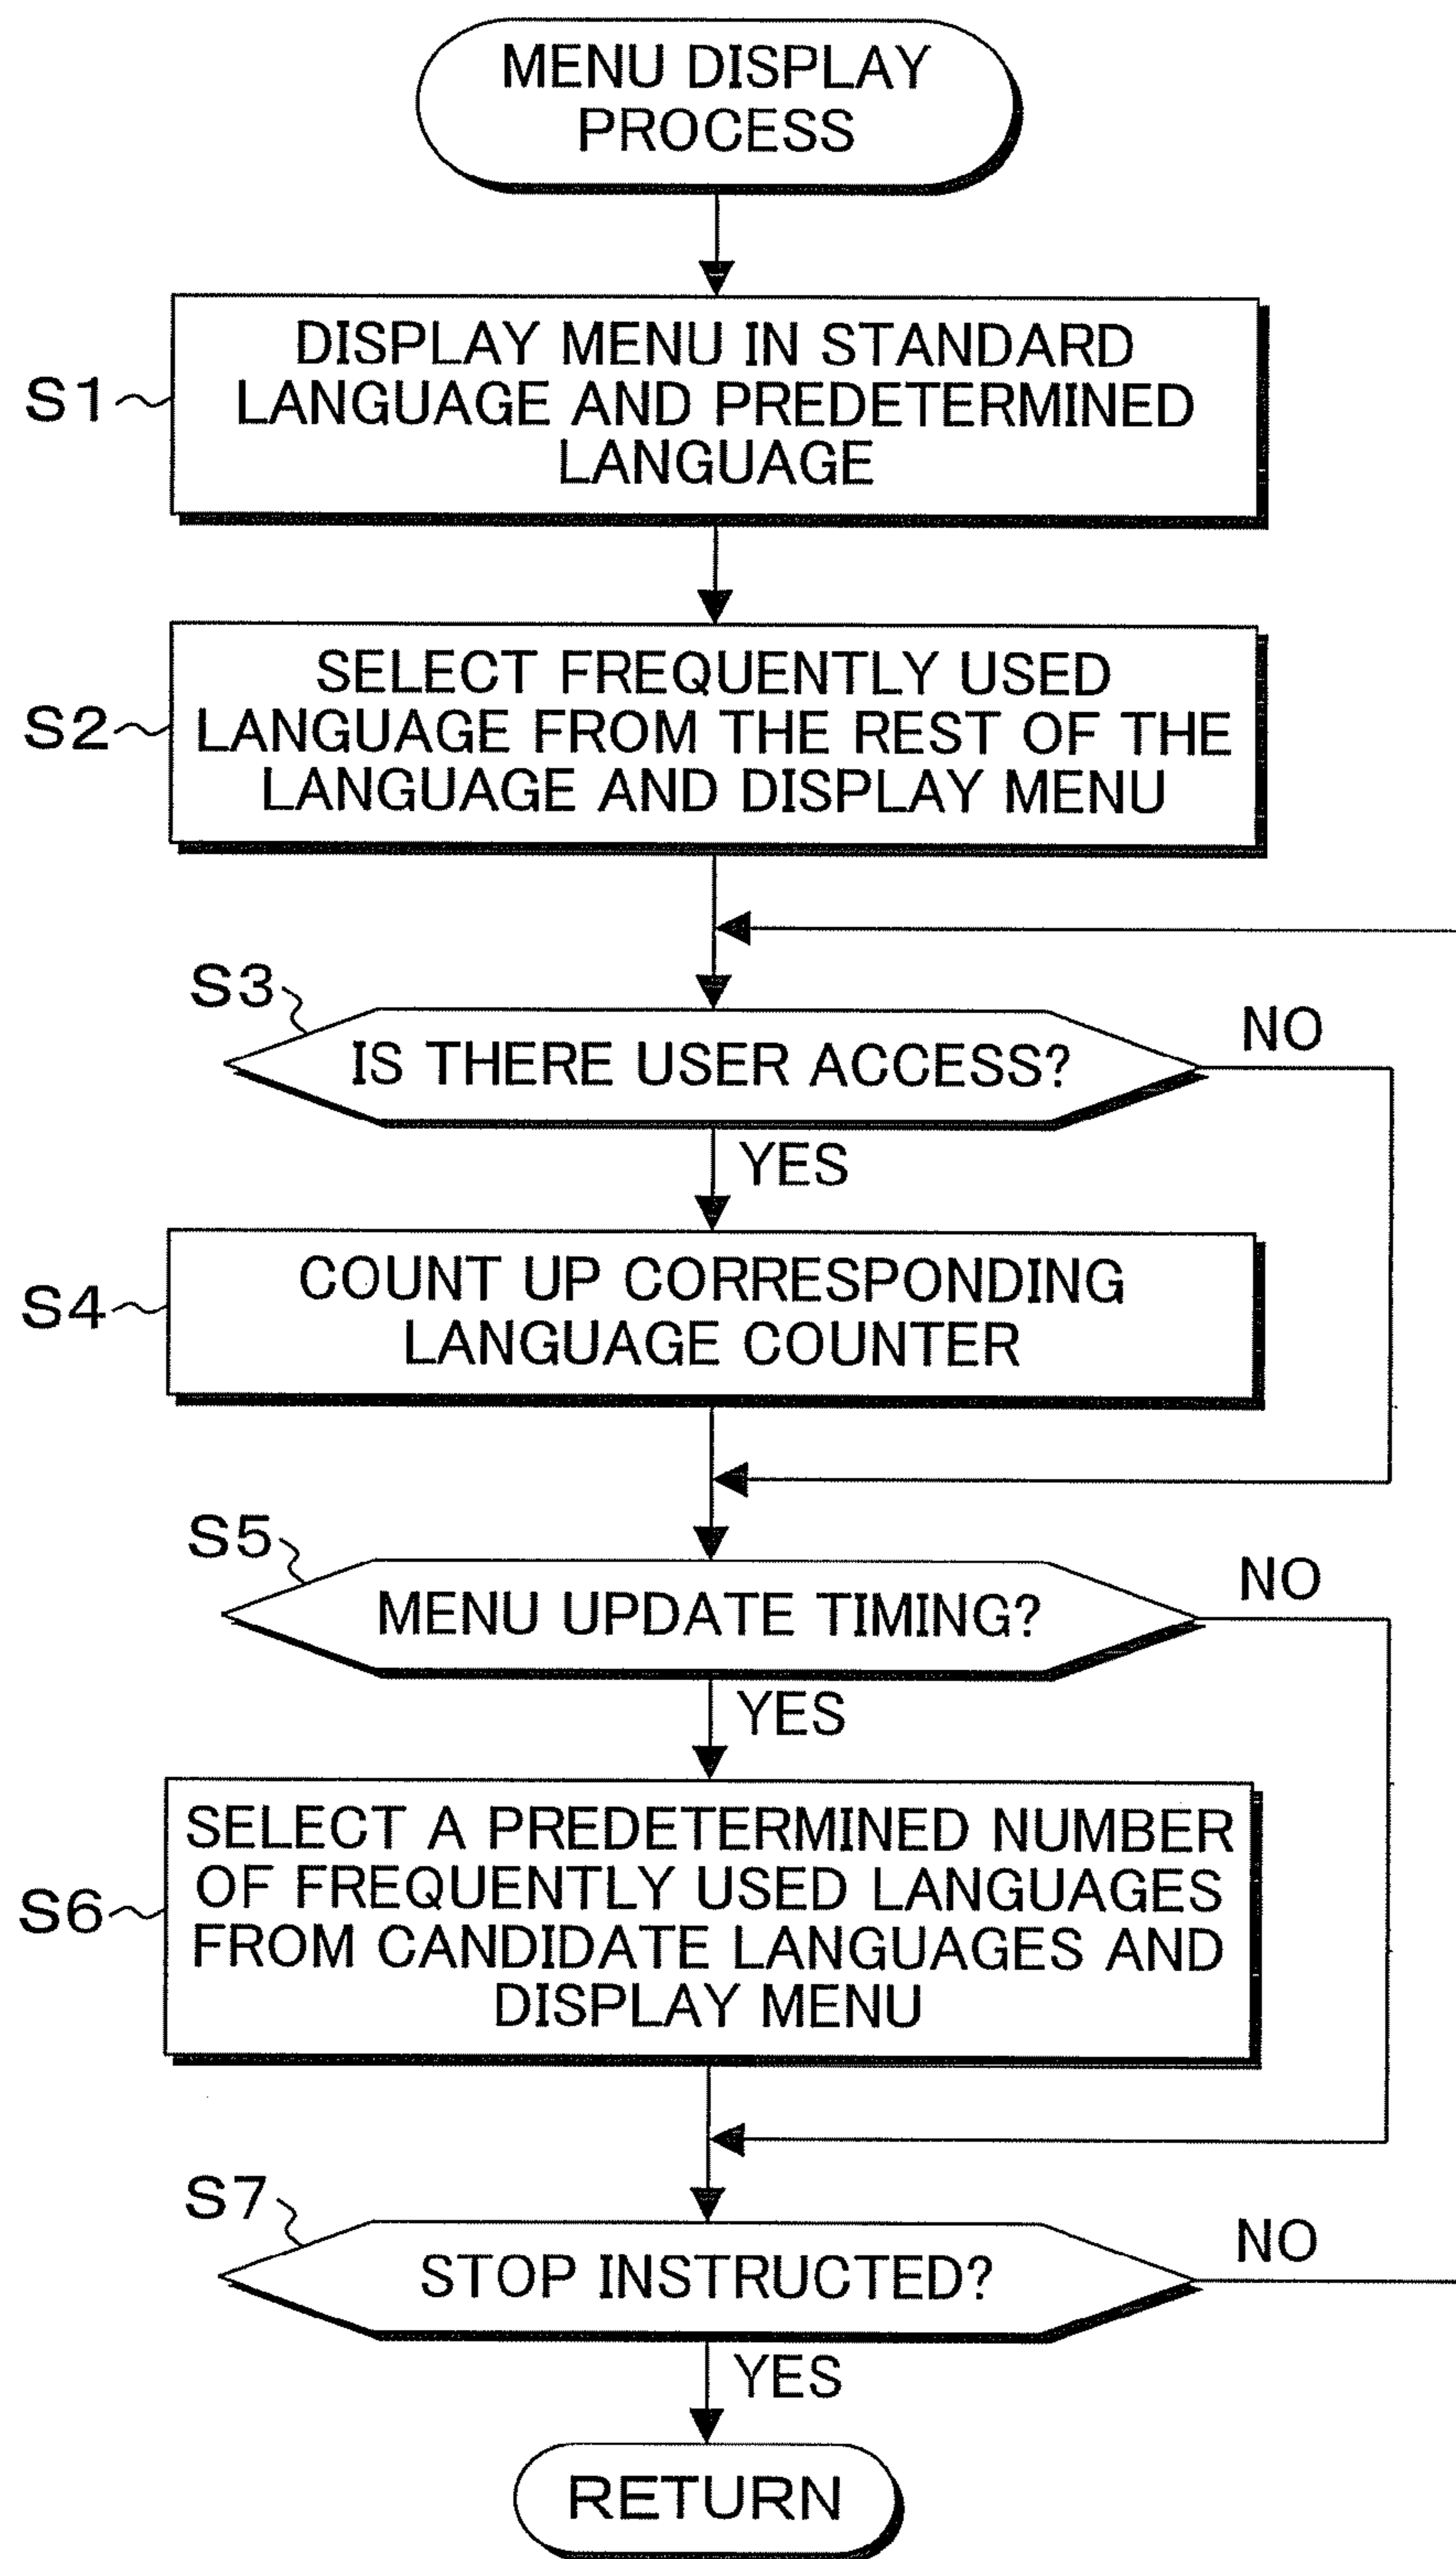 MENU DISPLAY
PROCESS
S1
DISPLAY MENU IN STANDARD
LANGUAGE AND PREDETERMINED
LANGUAGE
S2
SELECT FREQUENTLY USED
LANGUAGE FROM THE REST OF THE
LANGUAGE AND DISPLAY MENU
S3
IS THERE USER ACCESS?
NO
YES
S4
COUNT UP CORRESPONDING
LANGUAGE COUNTER
S5
MENU UPDATE TIMING?
NO
YES
S6
SELECT A PREDETERMINED NUMBER
OF FREQUENTLY USED LANGUAGES
FROM CANDIDATE LANGUAGES AND
DISPLAY MENU
S7
STOP INSTRUCTED?
NO
YES
RETURN